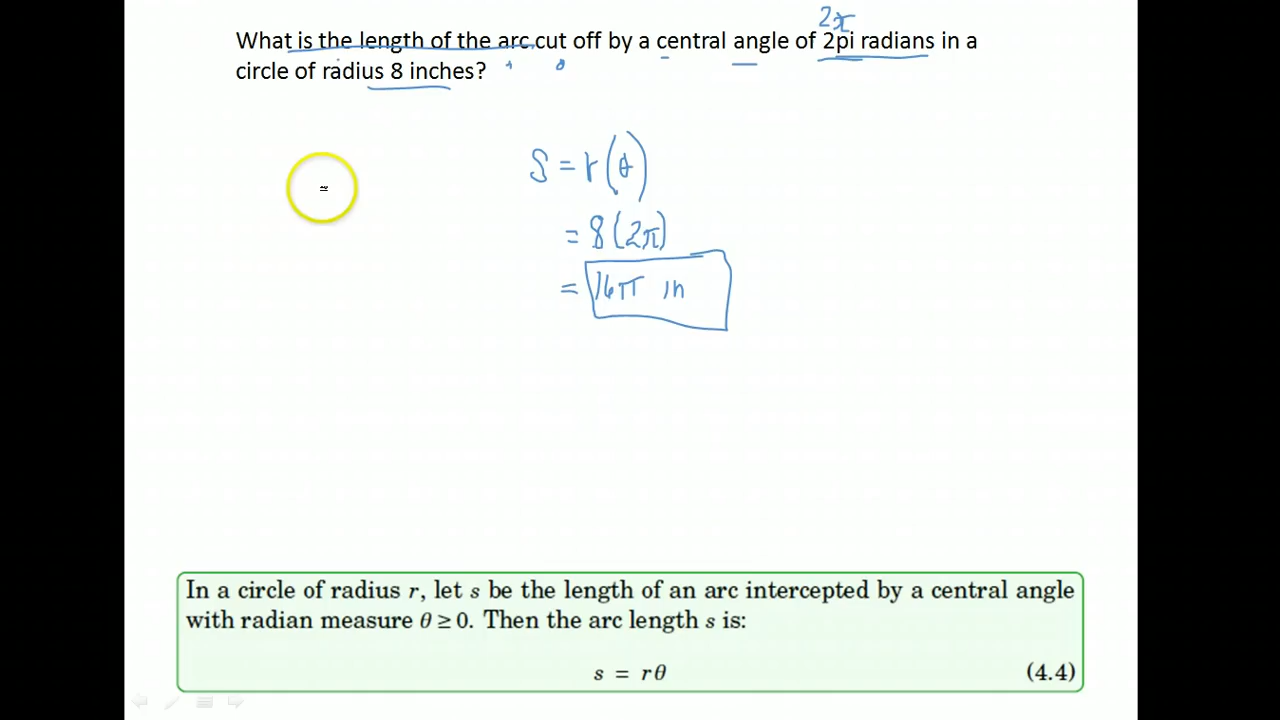 2π
What is the length of the arc cut off by a central angle of 2pi radians in a
circle of radius 8 inches?
S = r(θ)
= 8(2π)
= 16π in
In a circle of radius r, let s be the length of an arc intercepted by a central angle
with radian measure θ ≥ 0. Then the arc length s is:
s = rθ (4.4)